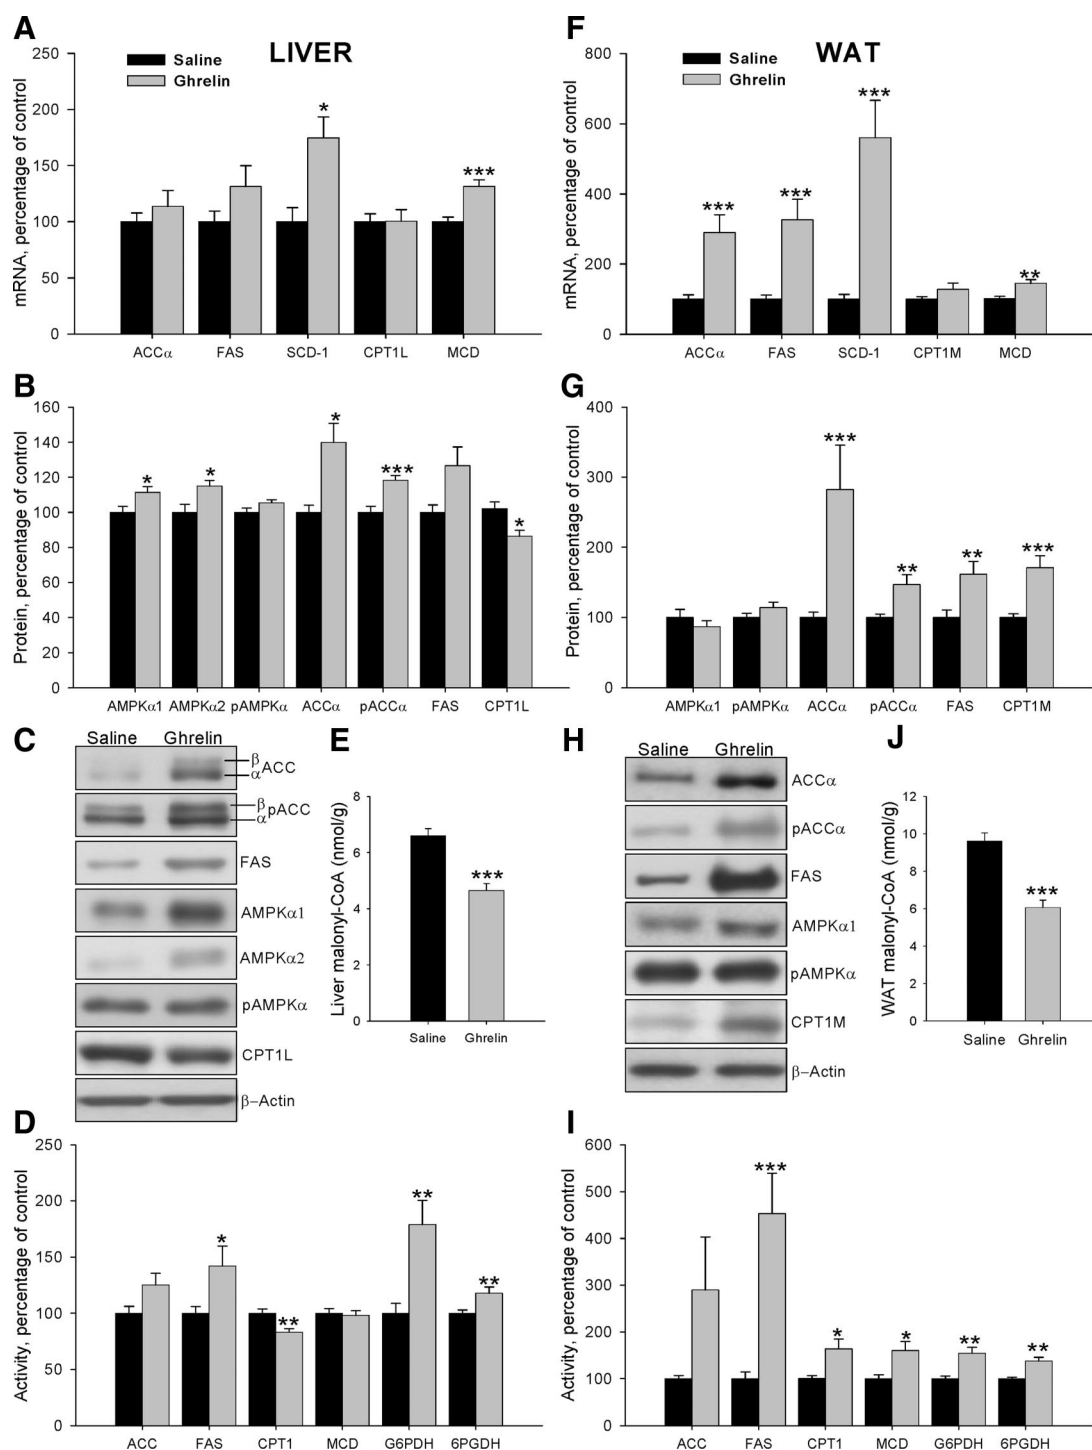 A
LIVER
Saline
Ghrelin
mRNA, percentage of control
250
200
150
100
50
0
*
***
ACCα FAS SCD-1 CPT1L MCD
B
Protein, percentage of control
160
140
120
100
80
60
40
20
0
*
*
*
***
*
AMPKα1 AMPKα2 pAMPKα ACCα pACCα FAS CPT1L
C
Saline Ghrelin
β
α ACC
β
α pACC
FAS
AMPKα1
AMPKα2
pAMPKα
CPT1L
β–Actin
E
Liver malonyl-CoA (nmol/g)
8
6
4
2
0
***
Saline Ghrelin
D
Activity, percentage of control
250
200
150
100
50
0
*
**
**
**
ACC FAS CPT1 MCD G6PDH 6PGDH
F
WAT
Saline
Ghrelin
mRNA, percentage of control
800
600
400
200
0
***
***
***
**
ACCα FAS SCD-1 CPT1M MCD
G
Protein, percentage of control
400
300
200
100
0
***
**
**
***
AMPKα1 pAMPKα ACCα pACCα FAS CPT1M
H
Saline Ghrelin
ACCα
pACCα
FAS
AMPKα1
pAMPKα
CPT1M
β–Actin
J
WAT malonyl-CoA (nmol/g)
12
10
8
6
4
2
0
***
Saline Ghrelin
I
Activity, percentage of control
600
500
400
300
200
100
0
***
*
*
**
**
ACC FAS CPT1 MCD G6PDH 6PGDH